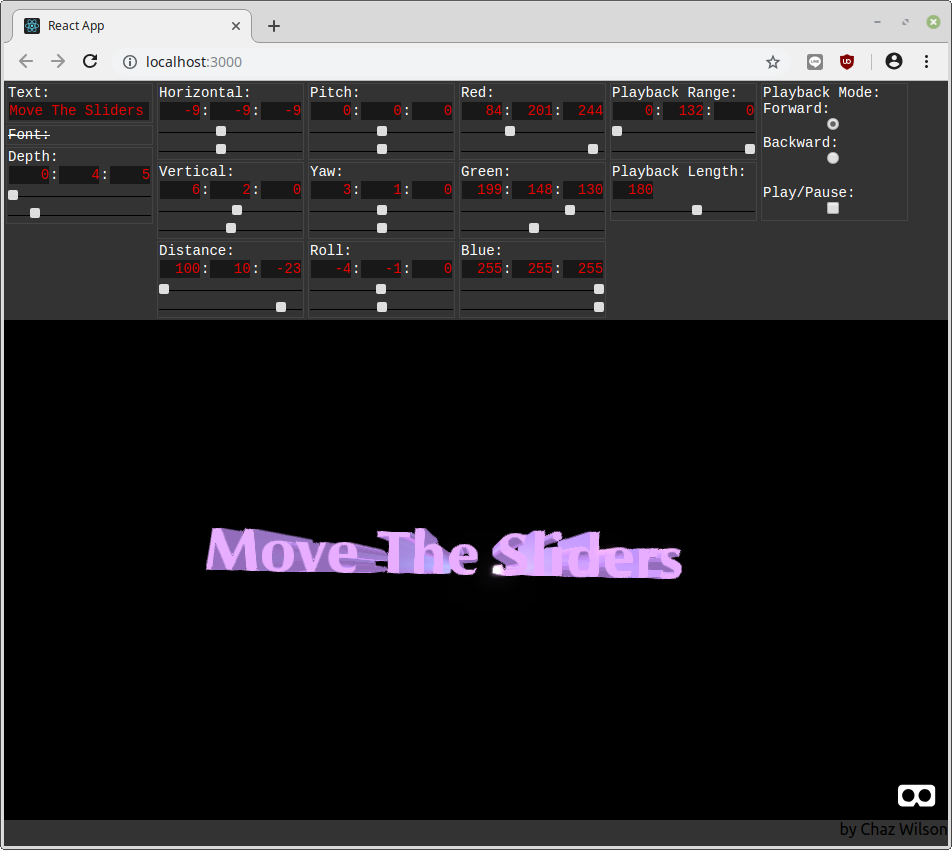 React App
localhost:3000
Text:
Move The Sliders
Font:
Depth:
0: 4: 5
Horizontal:
-9: -9: -9
Vertical:
6: 2: 0
Distance:
100: 10: -23
Pitch:
0: 0: 0
Yaw:
3: 1: 0
Roll:
-4: -1: 0
Red:
84: 201: 244
Green:
199: 148: 130
Blue:
255: 255: 255
Playback Range:
0: 132: 0
Playback Length:
180
Playback Mode:
Forward:
Backward:
Play/Pause:
Move The Sliders
by Chaz Wilson